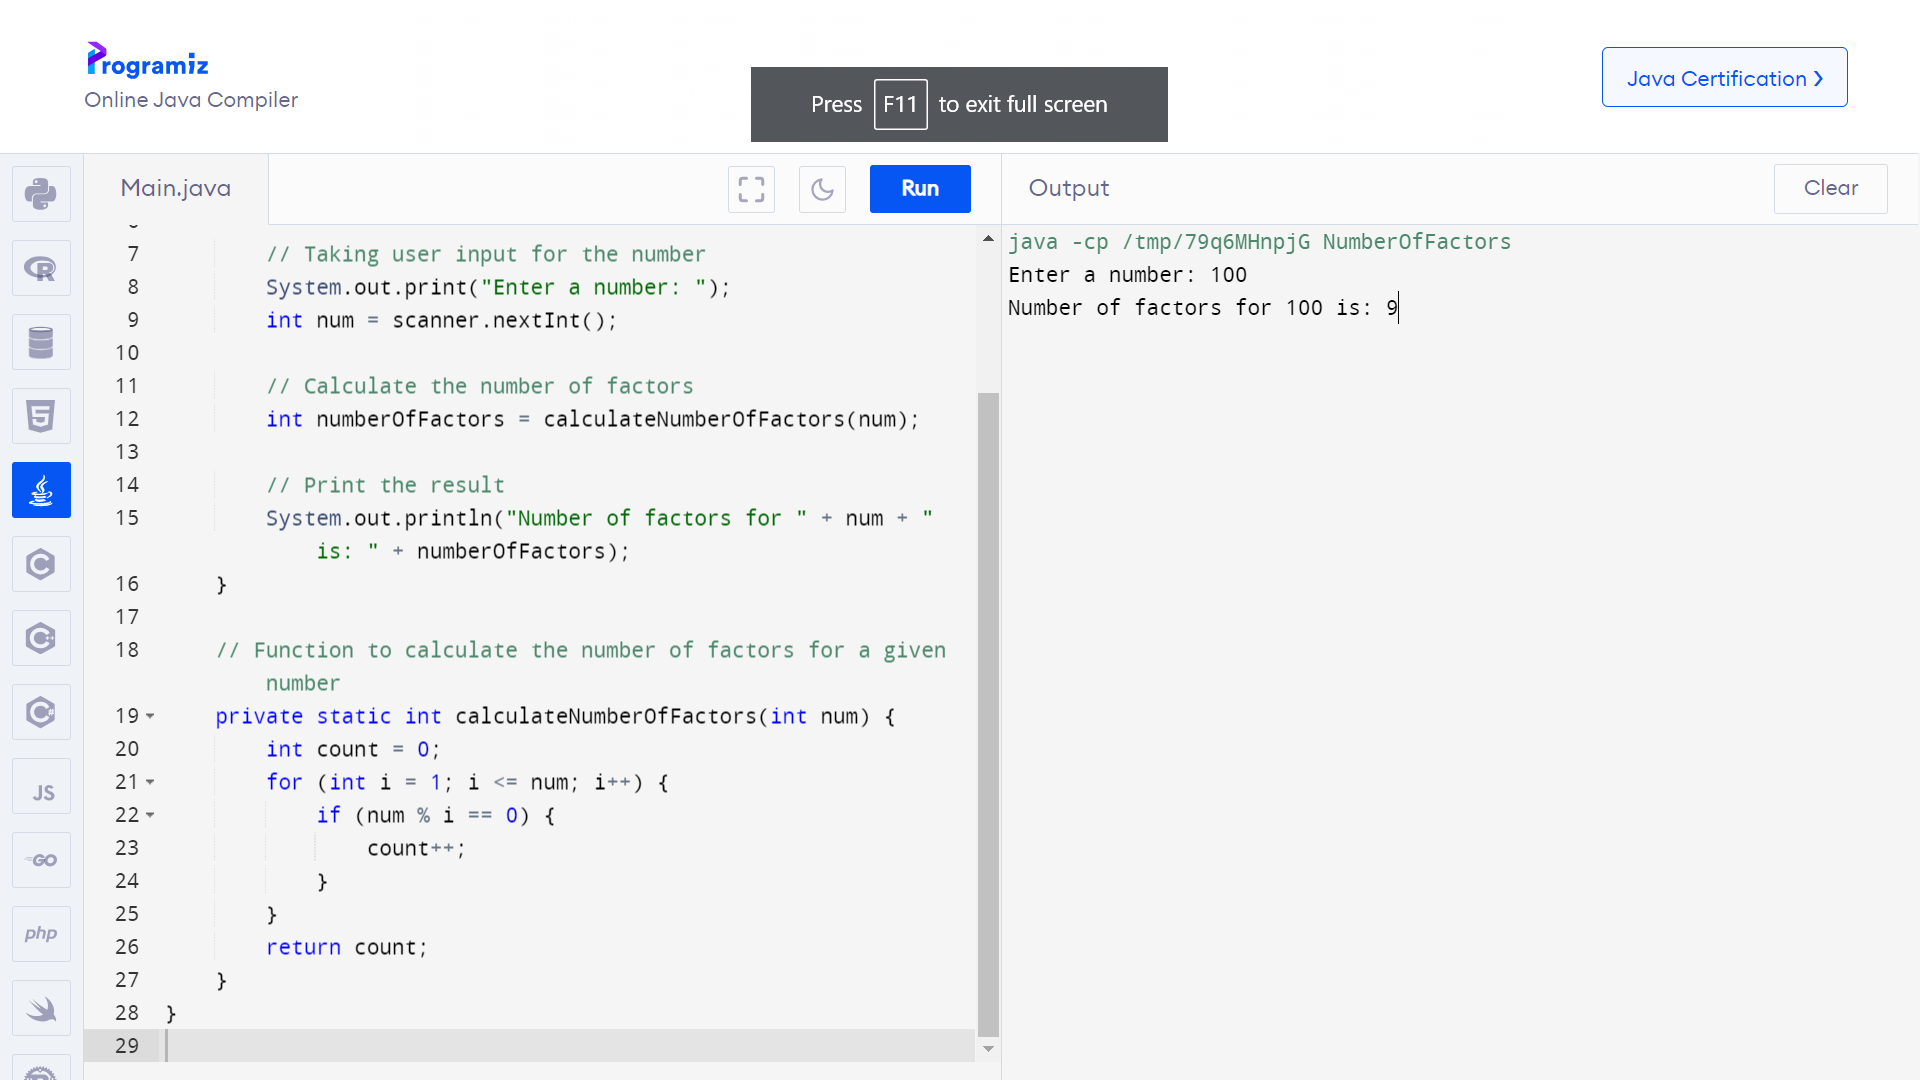 Programiz
Online Java Compiler
Press F11 to exit full screen
Java Certification ❯
Main.java
Run
Output
Clear
7 // Taking user input for the number
8 System.out.print("Enter a number: ");
9 int num = scanner.nextInt();
10
11 // Calculate the number of factors
12 int numberOfFactors = calculateNumberOfFactors(num);
13
14 // Print the result
15 System.out.println("Number of factors for " + num + "
is: " + numberOfFactors);
16 }
17
18 // Function to calculate the number of factors for a given
number
19 private static int calculateNumberOfFactors(int num) {
20 int count = 0;
21 for (int i = 1; i <= num; i++) {
22 if (num % i == 0) {
23 count++;
24 }
25 }
26 return count;
27 }
28 }
29
java -cp /tmp/79q6MHnpjG NumberOfFactors
Enter a number: 100
Number of factors for 100 is: 9
R
5
C
C++
C#
JS
GO
php